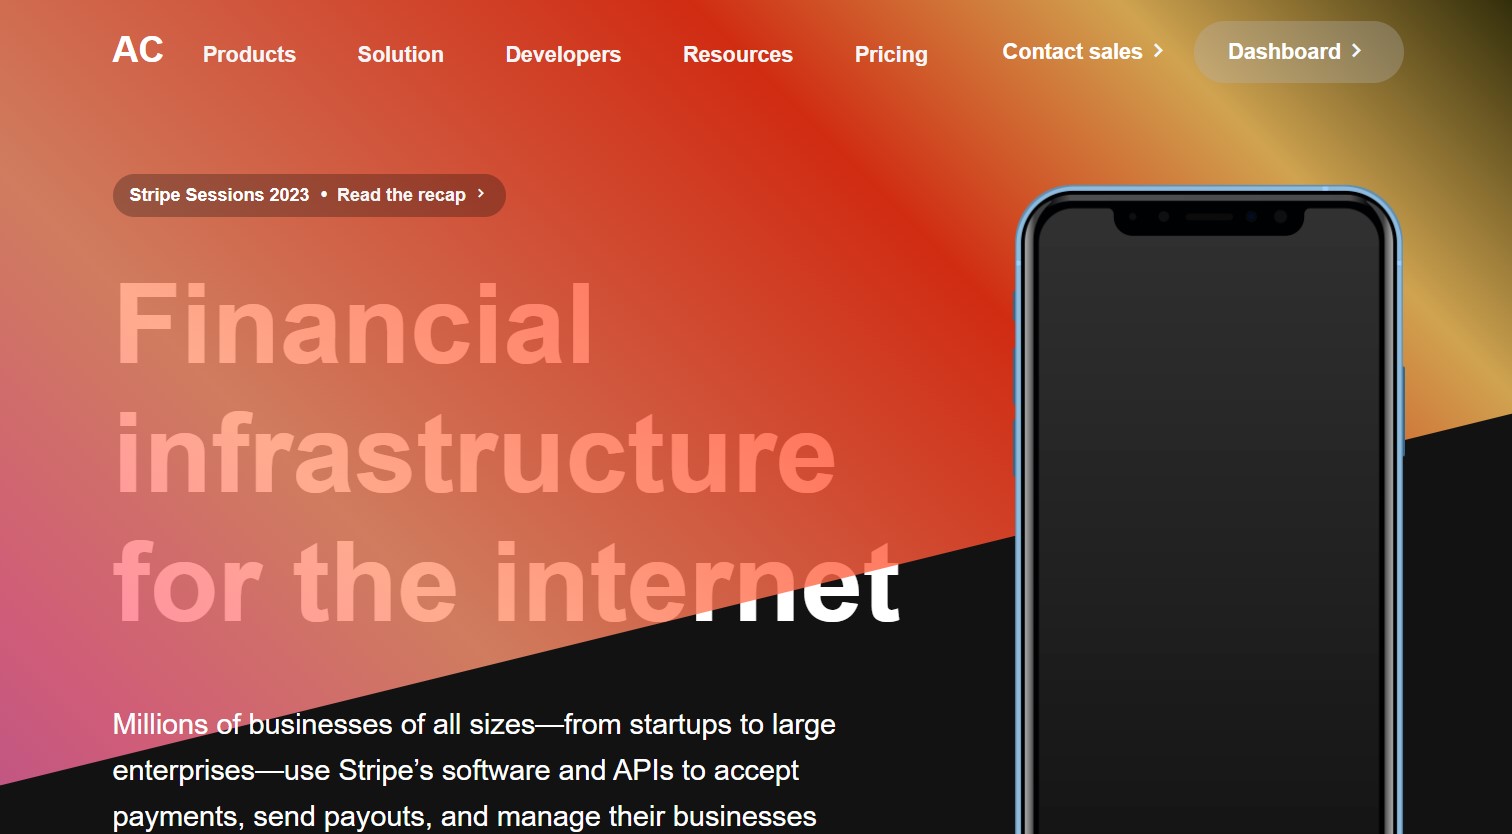 AC Products Solution Developers Resources Pricing Contact sales Dashboard
Stripe Sessions 2023 • Read the recap
Financial
infrastructure
for the internet
Millions of businesses of all sizes—from startups to large
enterprises—use Stripe’s software and APIs to accept
payments, send payouts, and manage their businesses